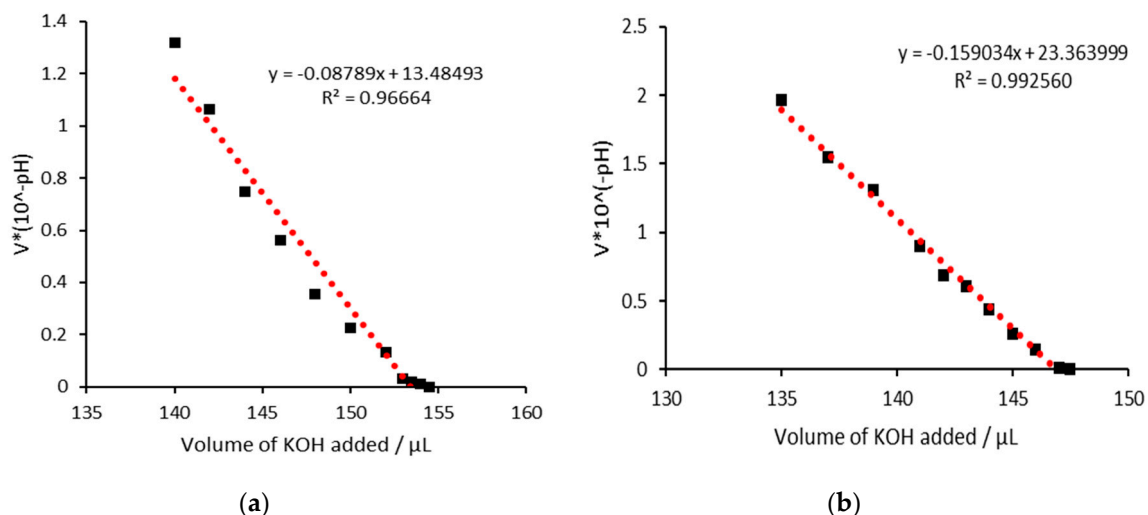 1.4
1.2
1
0.8
0.6
0.4
0.2
0
V*(10^-pH)
y = -0.08789x + 13.48493
R² = 0.96664
135 140 145 150 155 160
Volume of KOH added / µL
(a)
2.5
2
1.5
1
0.5
0
V*10^(-pH)
y = -0.159034x + 23.363999
R² = 0.992560
130 135 140 145 150
Volume of KOH added / µL
(b)